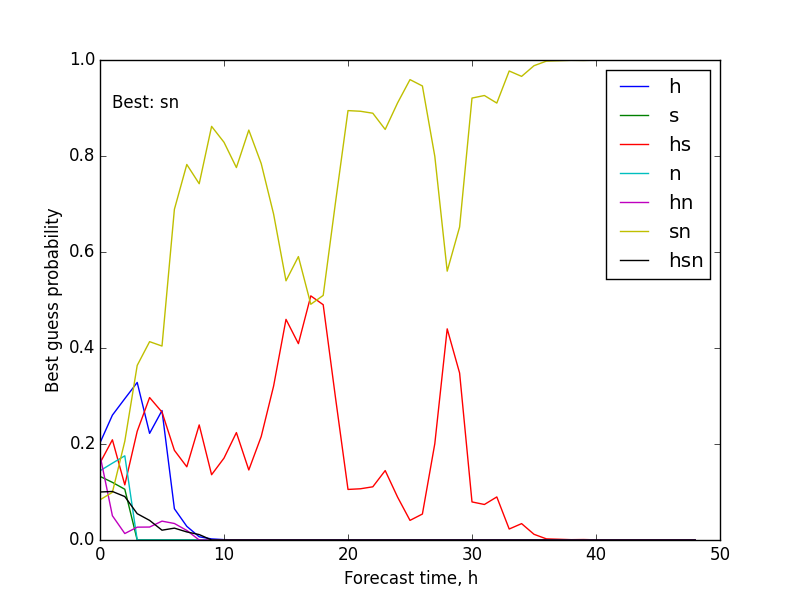 1.0
Best: sn
h
s
hs
n
hn
sn
hsn
0.8
0.6
0.4
0.2
0.0
Best guess probability
0 10 20 30 40 50
Forecast time, h